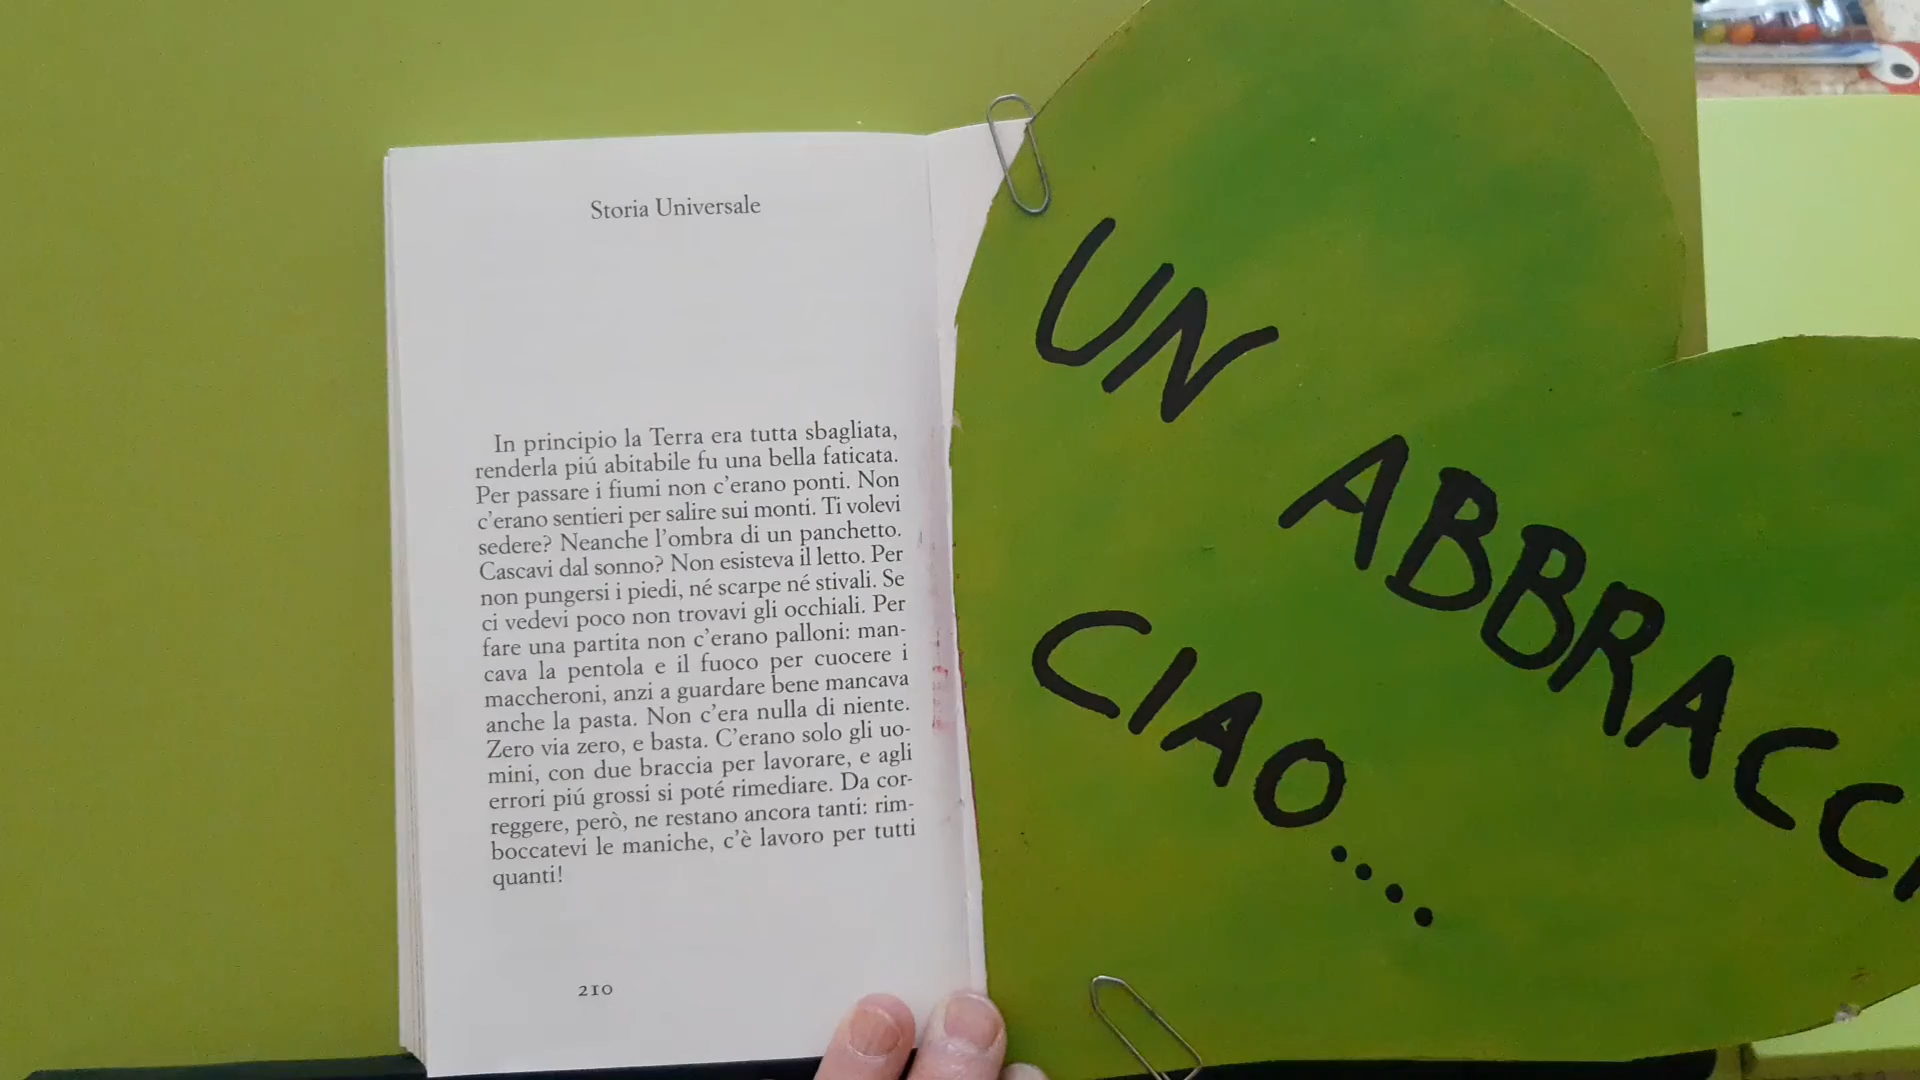 Storia Universale
In principio la Terra era tutta sbagliata,
renderla piú abitabile fu una bella faticata.
Per passare i fiumi non c'erano ponti. Non
c'erano sentieri per salire sui monti. Ti volevi
sedere? Neanche l'ombra di un panchetto.
Cascavi dal sonno? Non esisteva il letto. Per
non pungersi i piedi, né scarpe né stivali. Se
ci vedevi poco non trovavi gli occhiali. Per
fare una partita non c'erano palloni: man-
cava la pentola e il fuoco per cuocere i
maccheroni, anzi a guardare bene mancava
anche la pasta. Non c'era nulla di niente.
Zero via zero, e basta. C'erano solo gli uo-
mini, con due braccia per lavorare, e agli
errori piú grossi si poté rimediare. Da cor-
reggere, però, ne restano ancora tanti: rim-
boccatevi le maniche, c'è lavoro per tutti
quanti!
210
UN ABBRACC
CIAO....